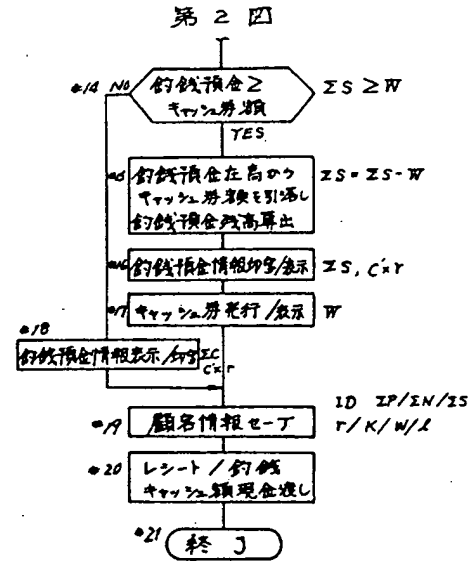 第2図
#14 NO 釣銭預金≧ ΣS ≥ W
キャッシュ券額
YES
釣銭預金在高から ΣS = ΣS - W
キャッシュ券額を引落し
釣銭預金残高算出
#16 釣銭預金情報印字/表示 ΣS, C'×r
#17 キャッシュ券発行/表示 W
#18
釣銭預金情報表示/印字 ΣC
C'×r
ID ΣP/ΣN/ΣS
#19 顧客情報セーブ r/K/W/l
#20 レシート/釣銭
キャッシュ額現金渡し
#21 終了